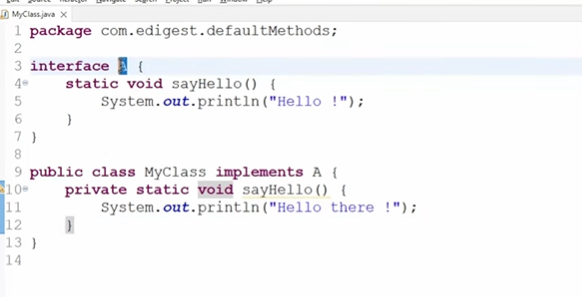 MyClass.java
1 package com.edigest.defaultMethods;
2
3 interface A {
4 static void sayHello() {
5 System.out.println("Hello !");
6 }
7 }
8
9 public class MyClass implements A {
10 private static void sayHello() {
11 System.out.println("Hello there !");
12 }
13 }
14